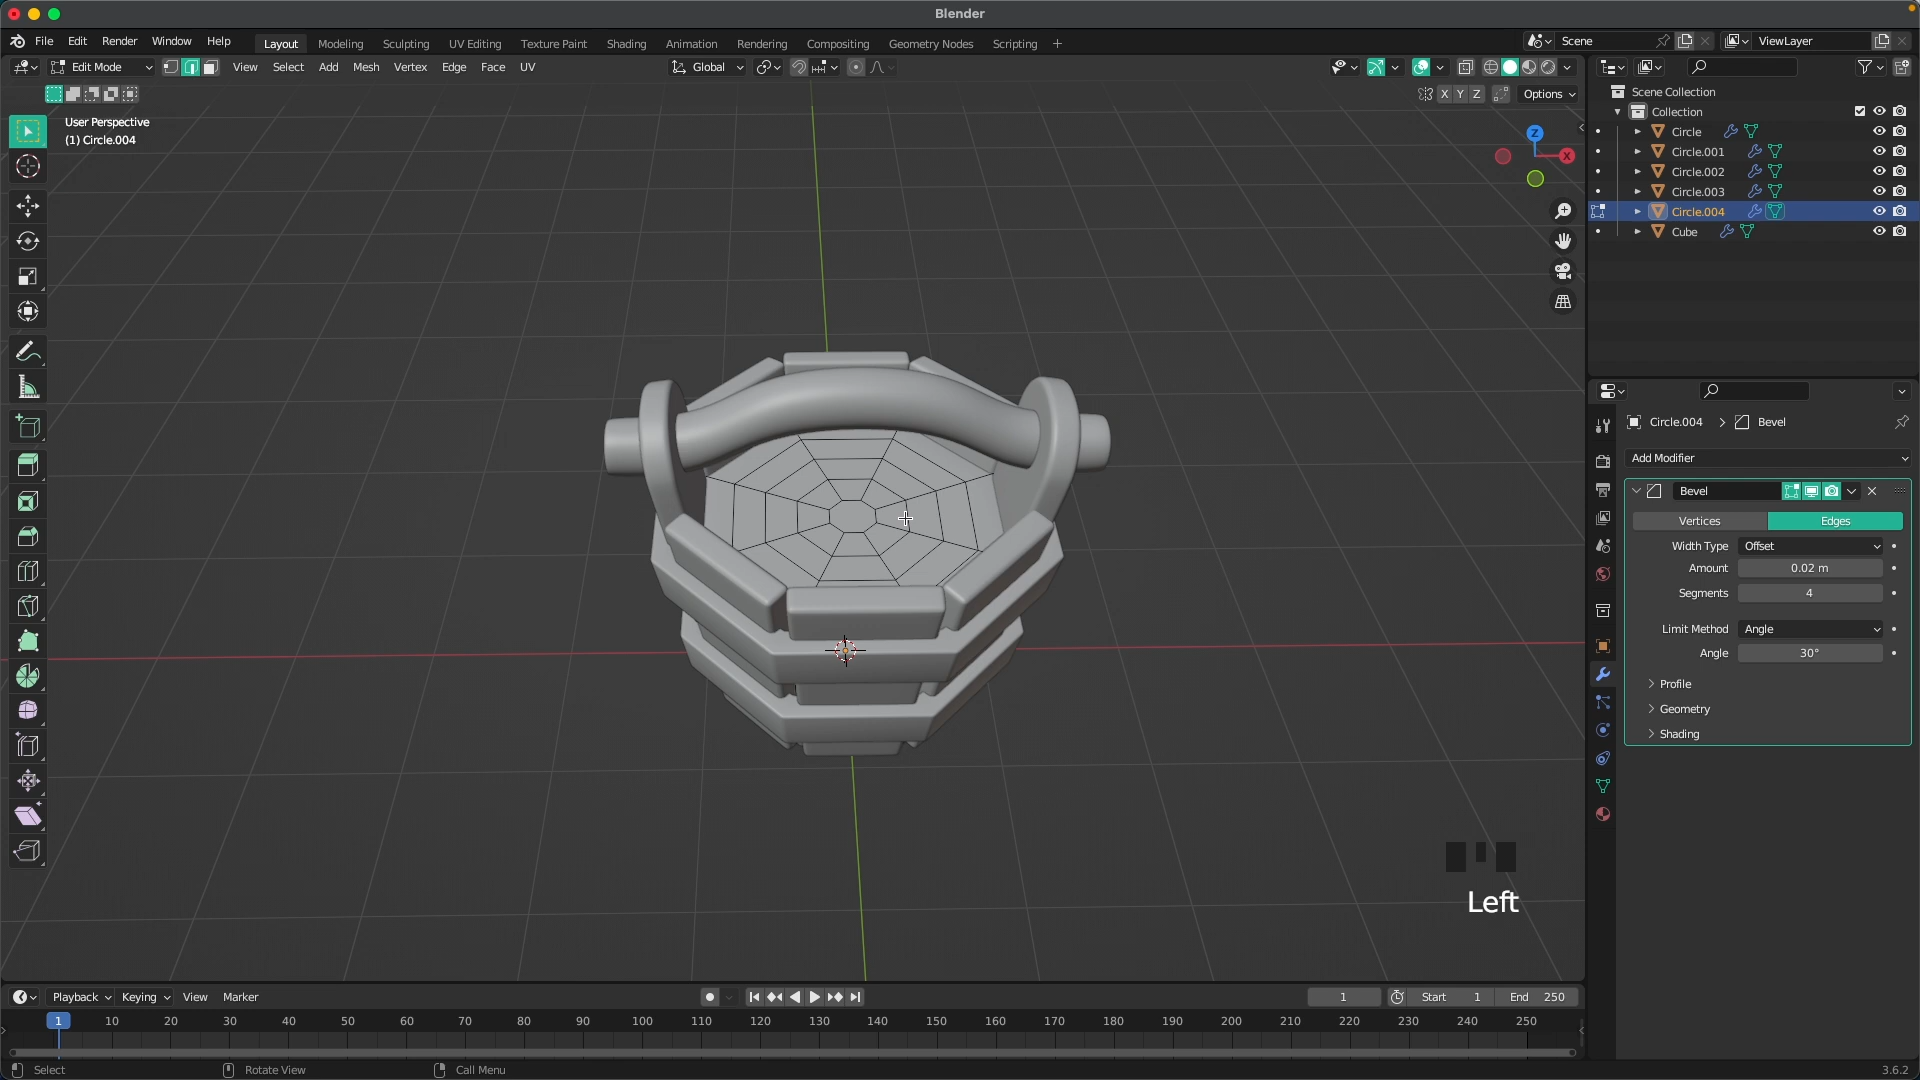 Blender
File Edit Render Window Help
Layout Modeling Sculpting UV Editing Texture Paint Shading Animation Rendering Compositing Geometry Nodes Scripting +
Scene
ViewLayer
Edit Mode View Select Add Mesh Vertex Edge Face UV
Global
X Y Z Options
User Perspective
(1) Circle.004
Z
X
Scene Collection
Collection
Circle
Circle.001
Circle.002
Circle.003
Circle.004
Cube
Circle.004 > Bevel
Add Modifier
Bevel
Vertices Edges
Width Type Offset
Amount 0.02 m
Segments 4
Limit Method Angle
Angle 30°
Profile
Geometry
Shading
Left
Playback Keying View Marker
1 Start 1 End 250
1 10 20 30 40 50 60 70 80 90 100 110 120 130 140 150 160 170 180 190 200 210 220 230 240 250
Select Rotate View Call Menu 3.6.2